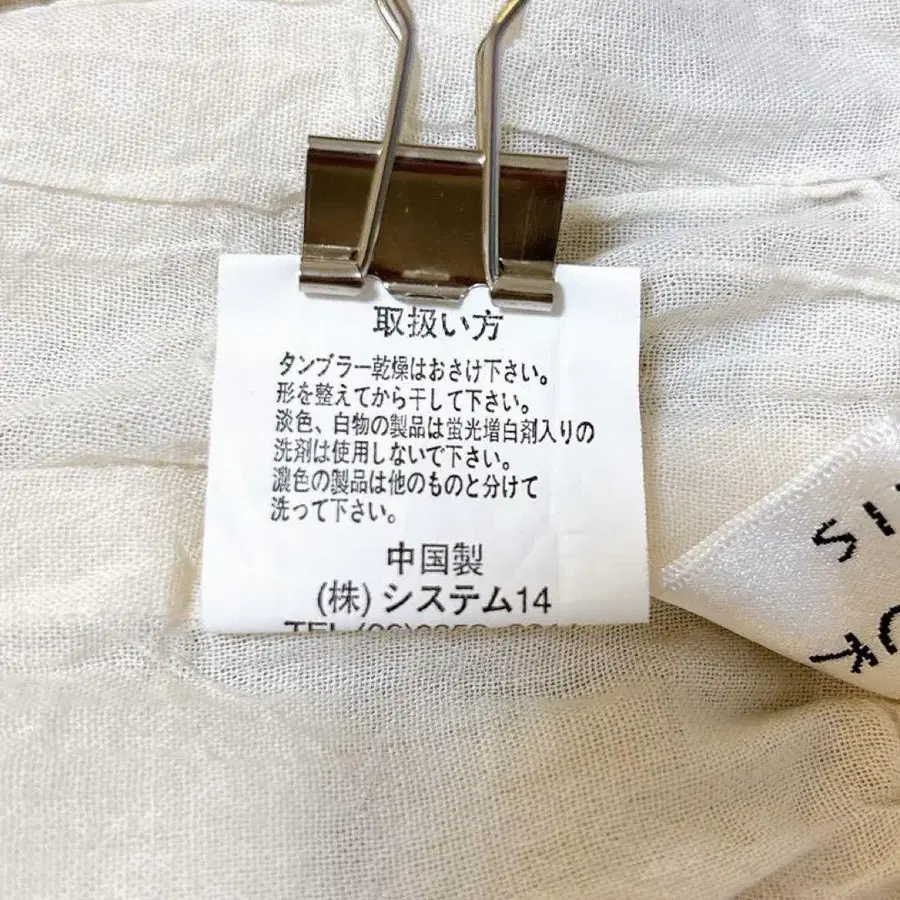 取扱い方
タンブラー乾燥はおさけ下さい。
形を整えてから干して下さい。
淡色、白物の製品は蛍光増白剤入りの
洗剤は使用しないで下さい。
濃色の製品は他のものと分けて
洗って下さい。
中国製
(株)システム14